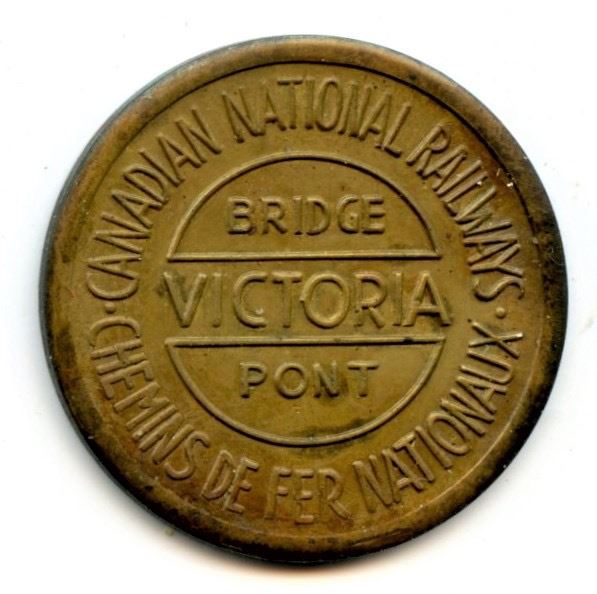 CANADIAN NATIONAL RAILWAYS ·
CHEMINS DE FER NATIONAUX ·
BRIDGE
VICTORIA
PONT